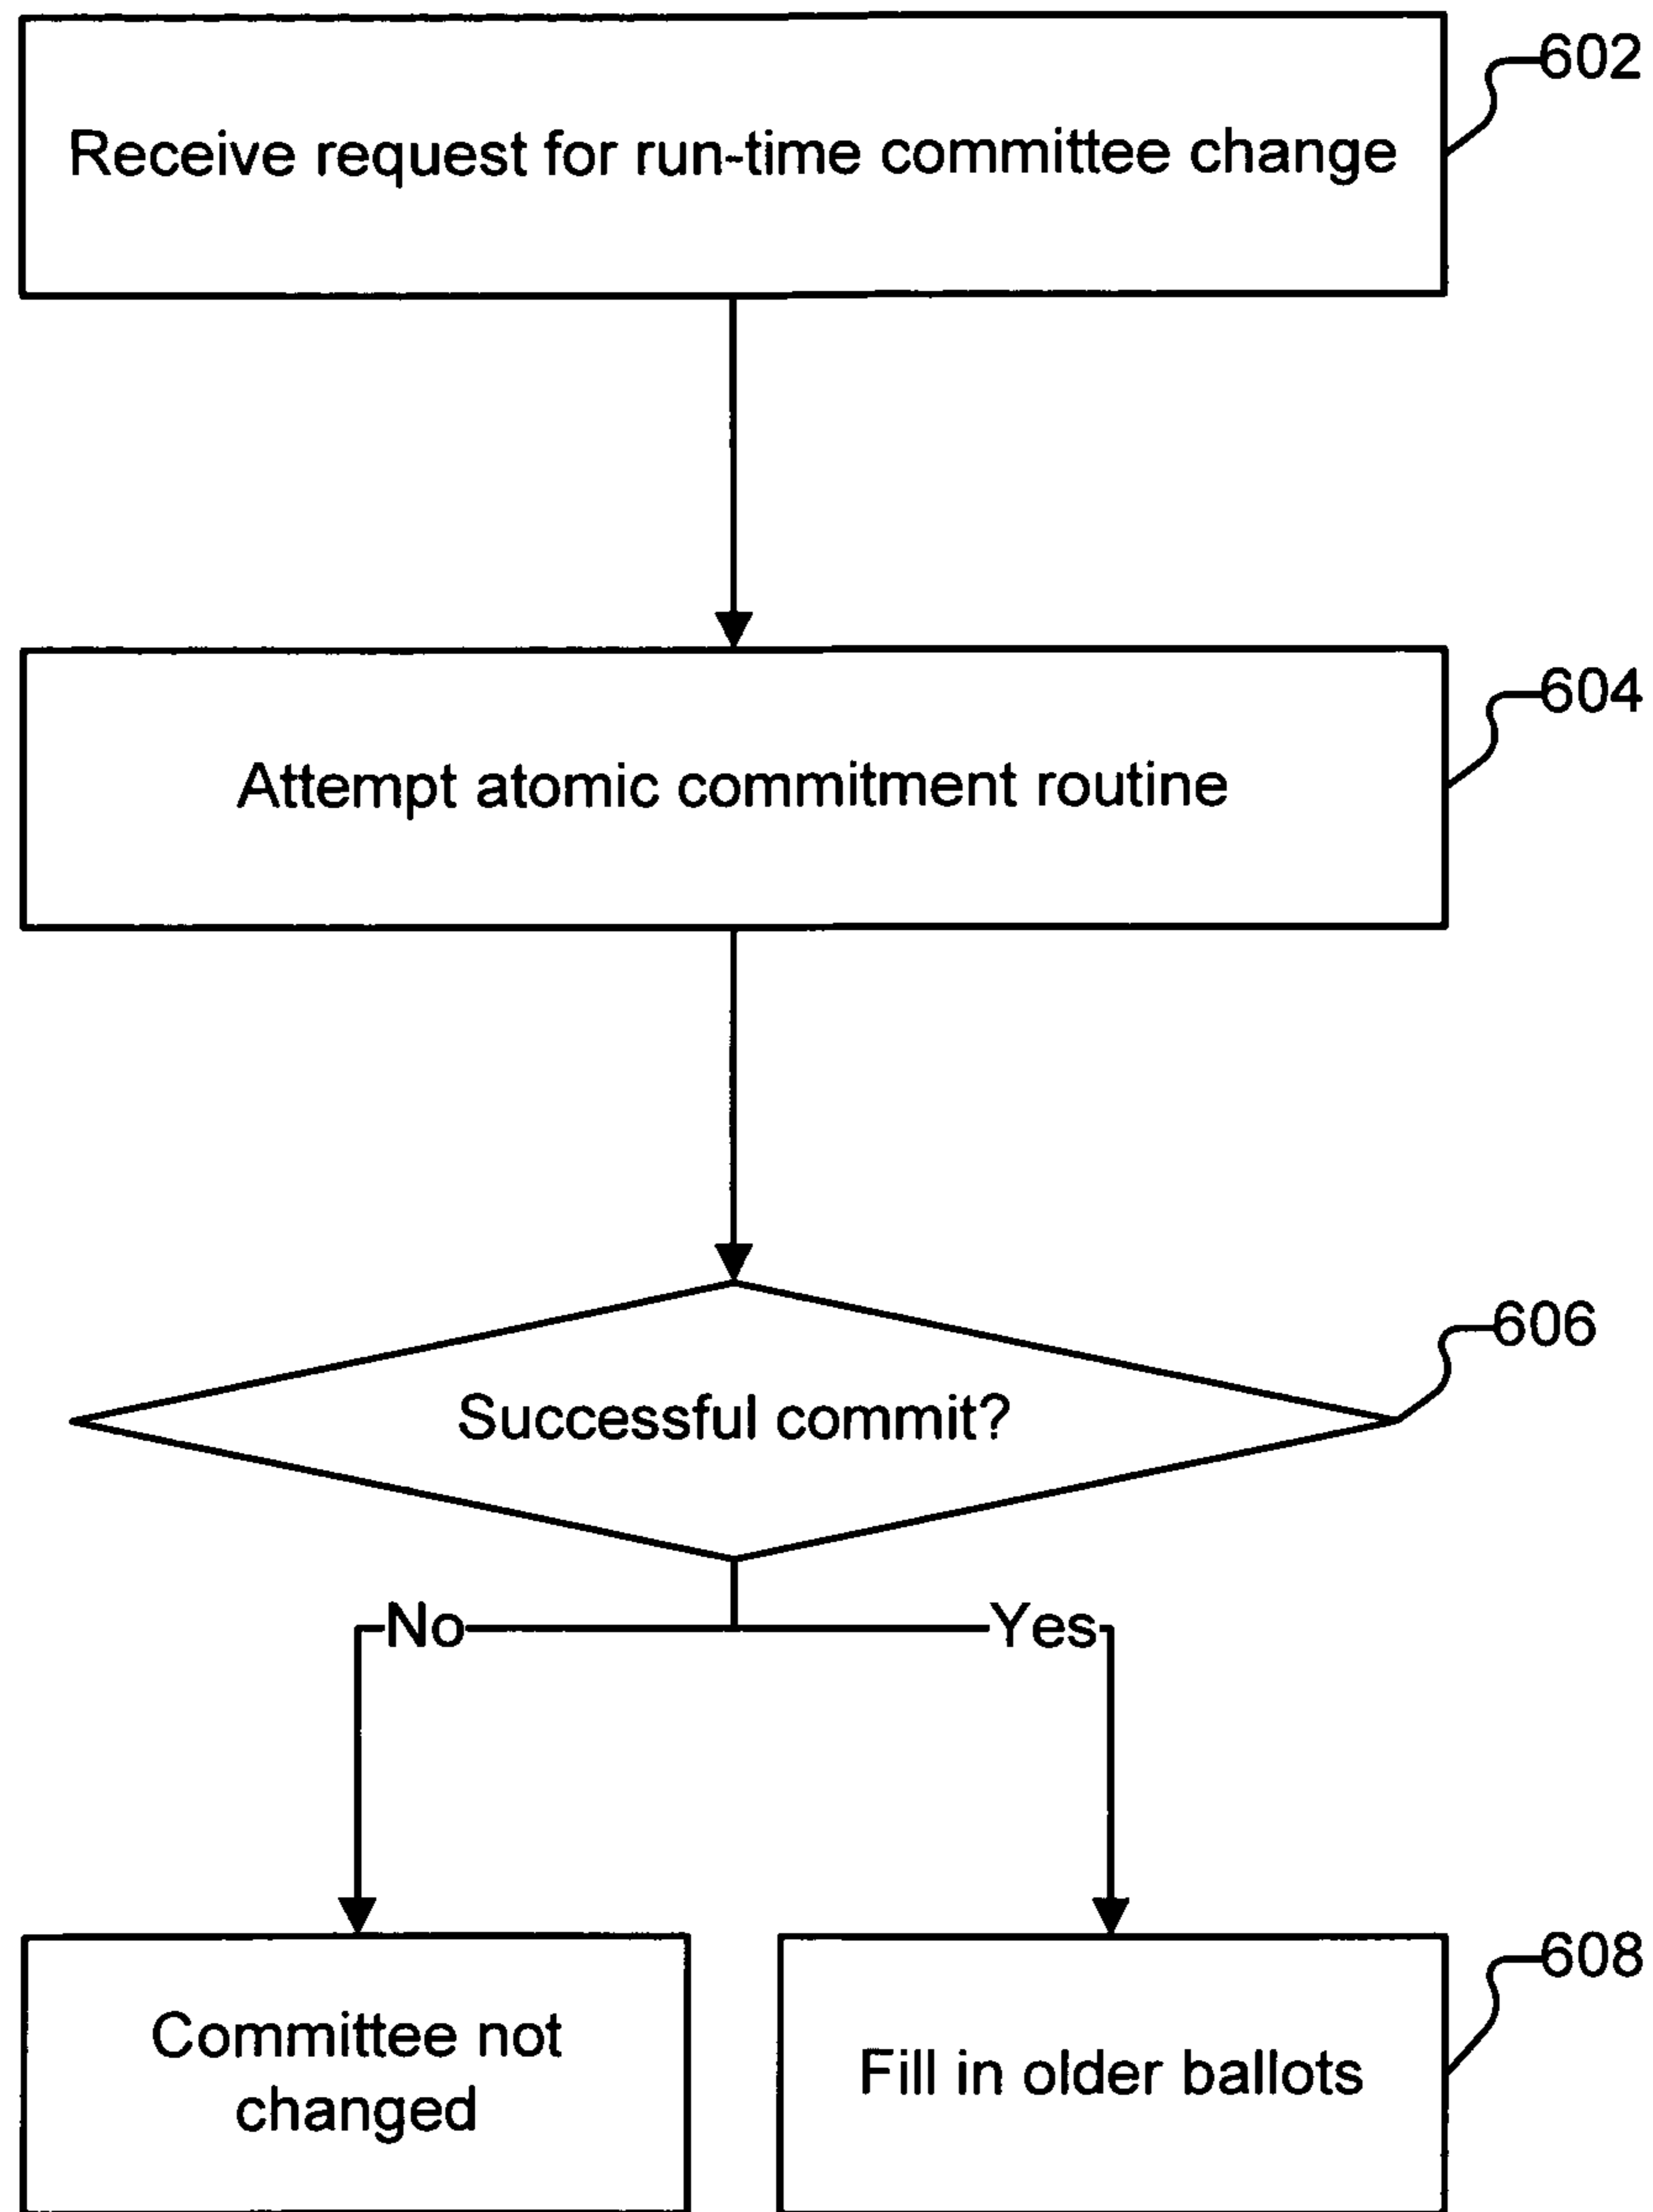 602
Receive request for run-time committee change
604
Attempt atomic commitment routine
606
Successful commit?
No
Yes
608
Committee not
changed
Fill in older ballots